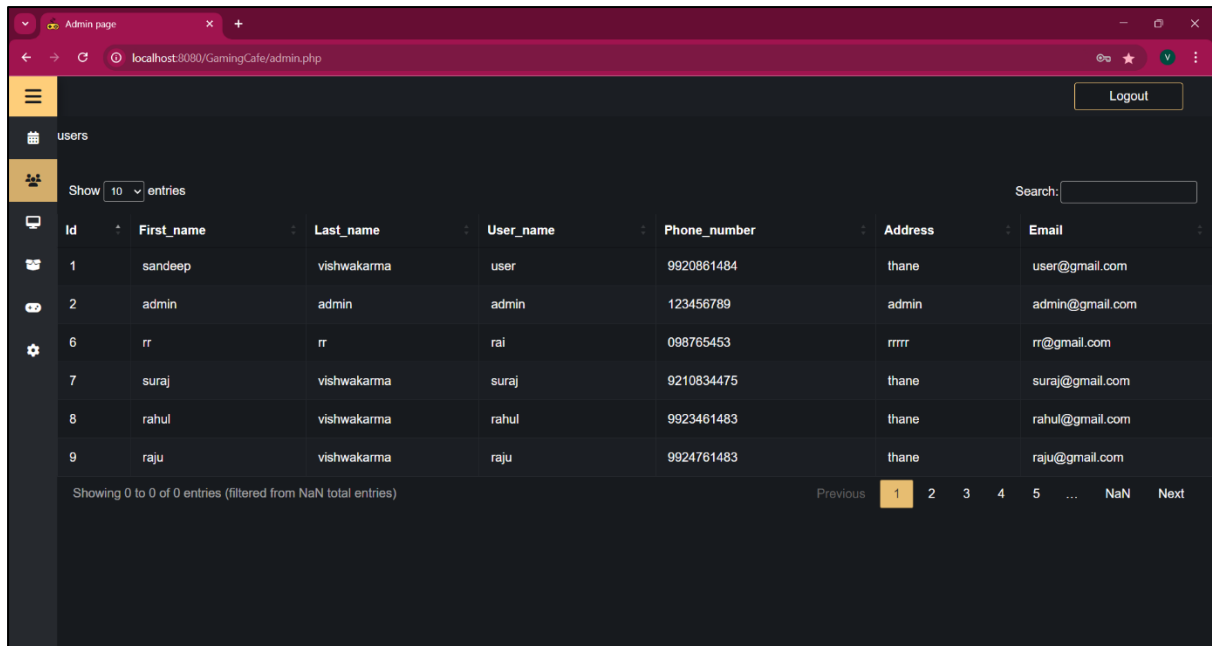 Admin page
localhost:8080/GamingCafe/admin.php
V
Logout
users
Show 10 entries Search:
Id First_name Last_name User_name Phone_number Address Email
1 sandeep vishwakarma user 9920861484 thane user@gmail.com
2 admin admin admin 123456789 admin admin@gmail.com
6 rr rr rai 098765453 rrrrr rr@gmail.com
7 suraj vishwakarma suraj 9210834475 thane suraj@gmail.com
8 rahul vishwakarma rahul 9923461483 thane rahul@gmail.com
9 raju vishwakarma raju 9924761483 thane raju@gmail.com
Showing 0 to 0 of 0 entries (filtered from NaN total entries) Previous 1 2 3 4 5 … NaN Next